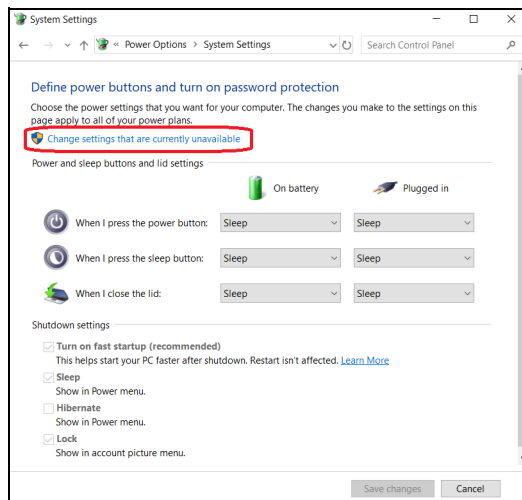 System Settings
« Power Options > System Settings
Search Control Panel
Define power buttons and turn on password protection
Choose the power settings that you want for your computer. The changes you make to the settings on this
page apply to all of your power plans.
Change settings that are currently unavailable
Power and sleep buttons and lid settings
On battery
Plugged in
When I press the power button:
Sleep
Sleep
When I press the sleep button:
Sleep
Sleep
When I close the lid:
Sleep
Sleep
Shutdown settings
Turn on fast startup (recommended)
This helps start your PC faster after shutdown. Restart isn't affected. Learn More
Sleep
Show in Power menu.
Hibernate
Show in Power menu.
Lock
Show in account picture menu.
Save changes
Cancel